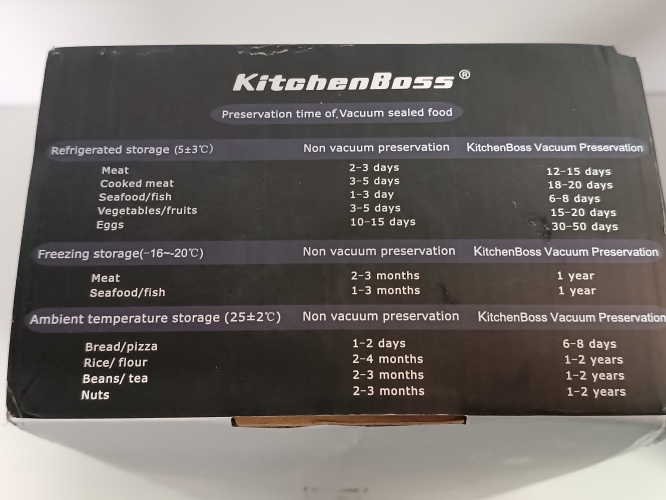 KitchenBoss®
Preservation time of Vacuum sealed food
Refrigerated storage (5±3℃) Non vacuum preservation KitchenBoss Vacuum Preservation
Meat 2-3 days 12-15 days
Cooked meat 3-5 days 18-20 days
Seafood/fish 1-3 day 6-8 days
Vegetables/fruits 3-5 days 15-20 days
Eggs 10-15 days 30-50 days
Freezing storage(-16~-20℃) Non vacuum preservation KitchenBoss Vacuum Preservation
Meat 2-3 months 1 year
Seafood/fish 1-3 months 1 year
Ambient temperature storage (25±2℃) Non vacuum preservation KitchenBoss Vacuum Preservation
Bread/pizza 1-2 days 6-8 days
Rice/ flour 2-4 months 1-2 years
Beans/ tea 2-3 months 1-2 years
Nuts 2-3 months 1-2 years